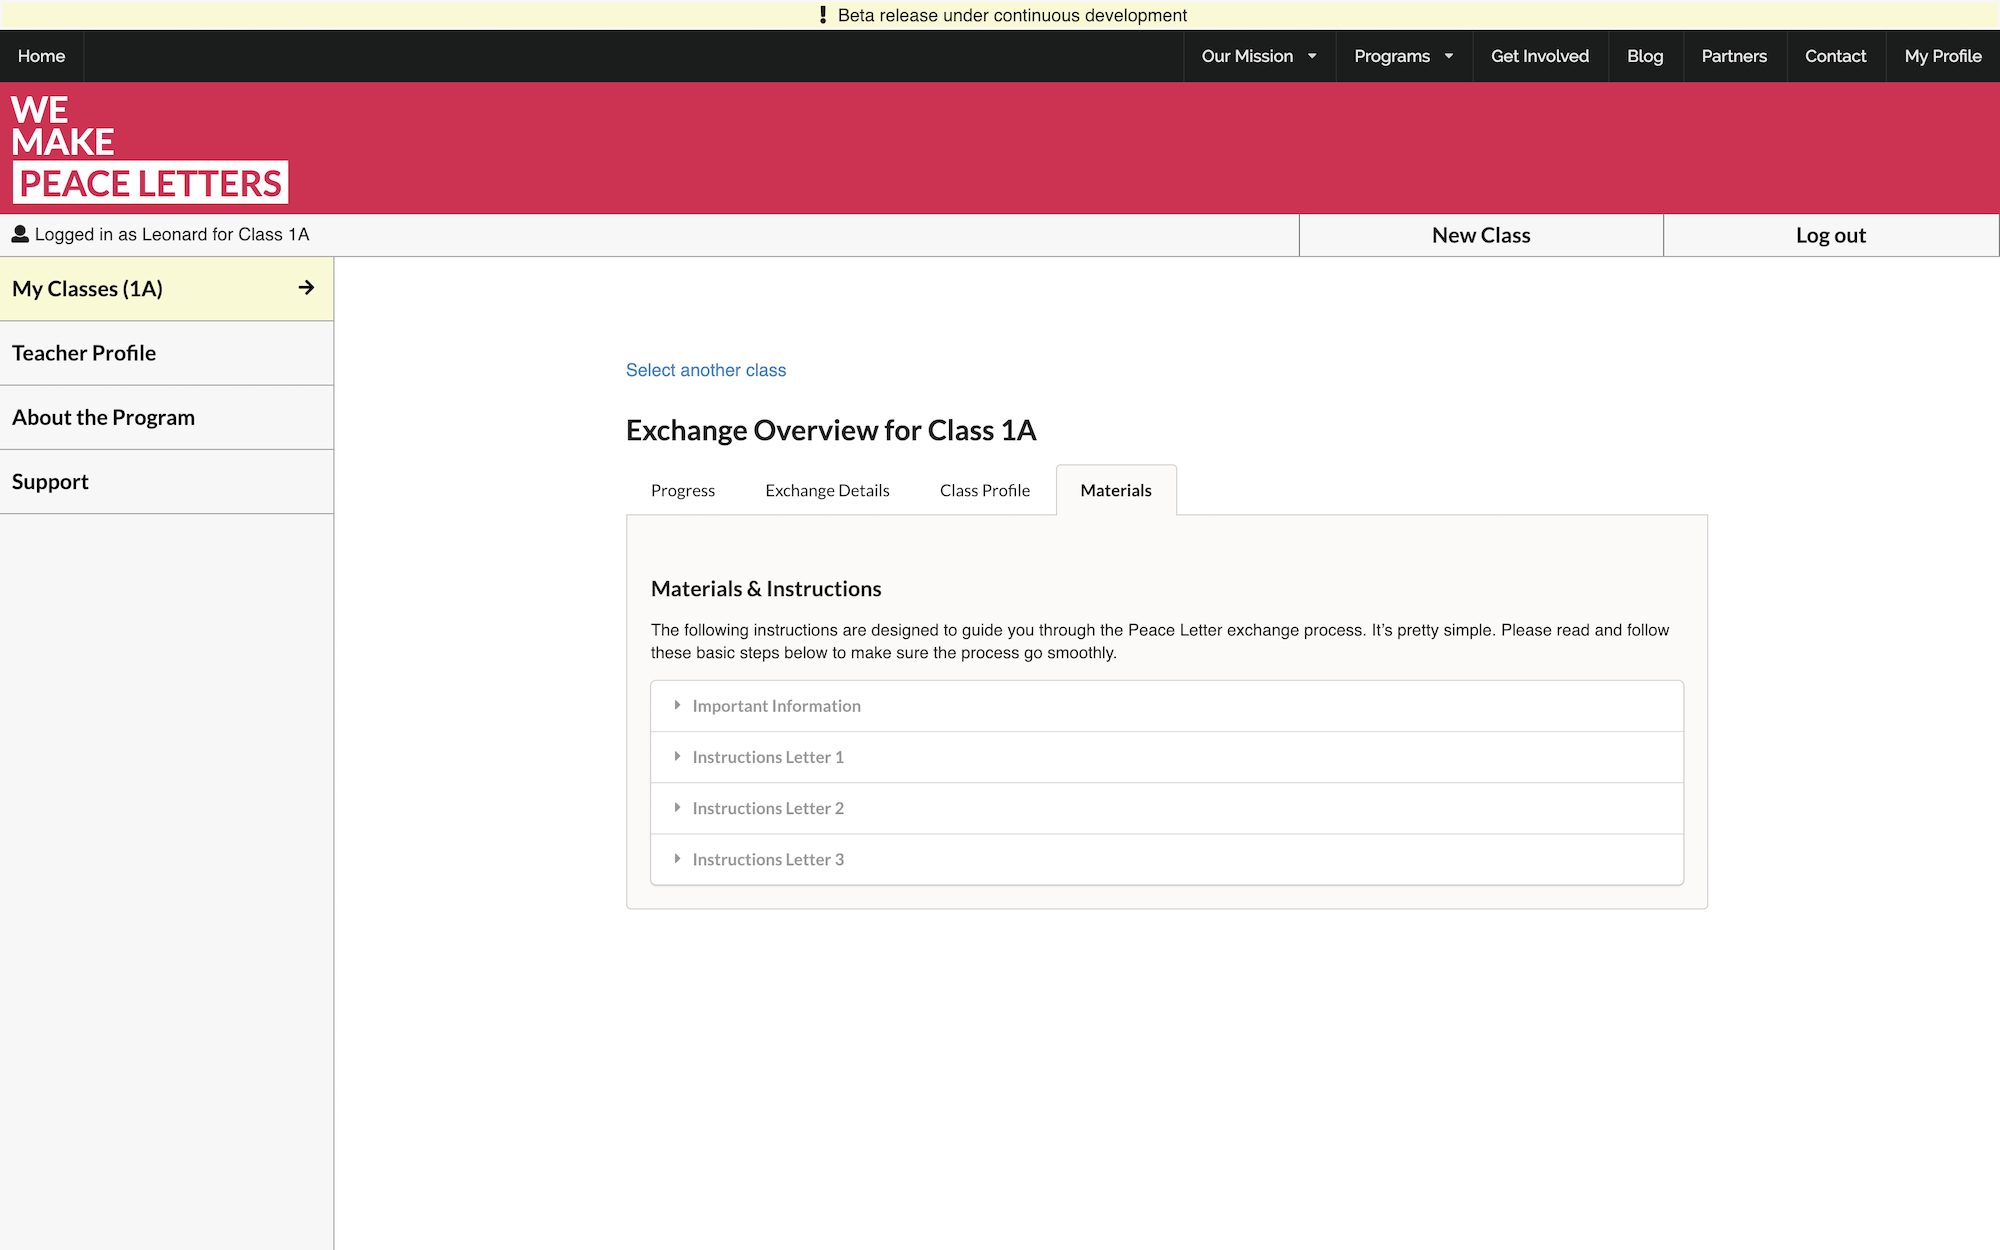 Beta release under continuous development
Home
Our Mission
Programs
Get Involved
Blog
Partners
Contact
My Profile
WE
MAKE
PEACE LETTERS
Logged in as Leonard for Class 1A
New Class
Log out
My Classes (1A)
Teacher Profile
About the Program
Support
Select another class
Exchange Overview for Class 1A
Progress
Exchange Details
Class Profile
Materials
Materials & Instructions
The following instructions are designed to guide you through the Peace Letter exchange process. It’s pretty simple. Please read and follow
these basic steps below to make sure the process go smoothly.
Important Information
Instructions Letter 1
Instructions Letter 2
Instructions Letter 3